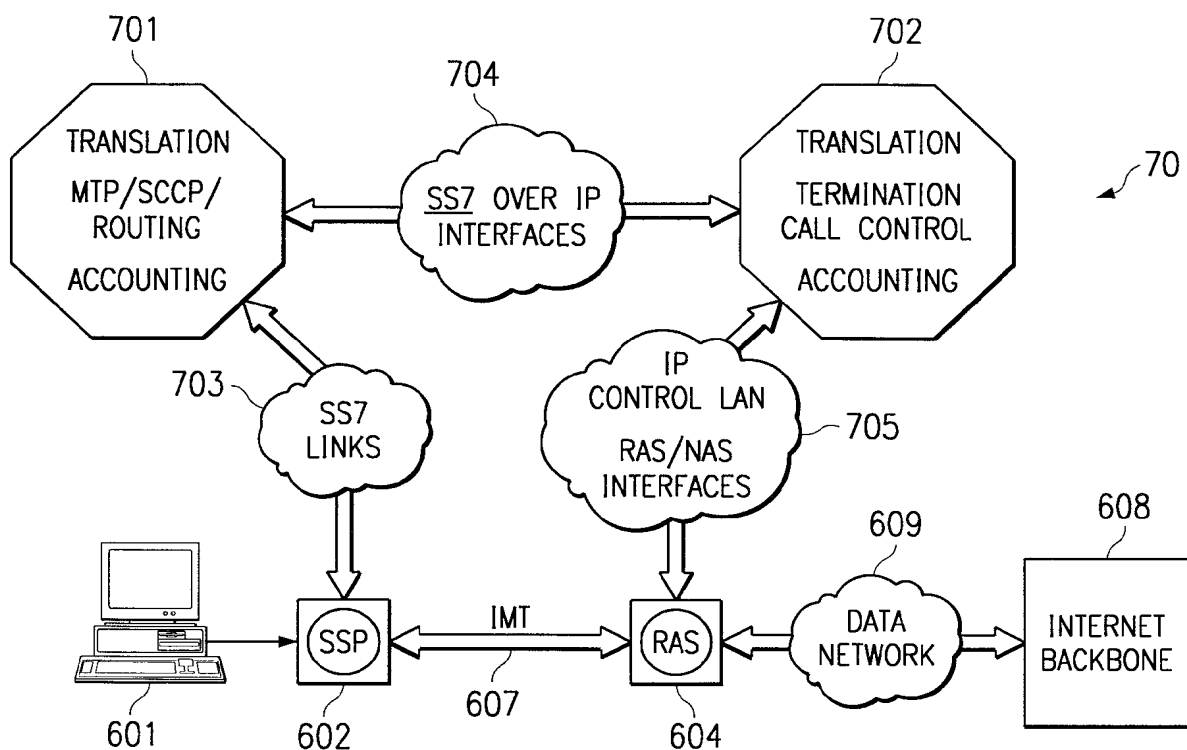 701
702
704
TRANSLATION
MTP/SCCP/
ROUTING
ACCOUNTING
SS7 OVER IP
INTERFACES
TRANSLATION
TERMINATION
CALL CONTROL
ACCOUNTING
70
703
SS7
LINKS
IP
CONTROL LAN
RAS/NAS
INTERFACES
705
609
608
601
SSP
602
IMT
607
RAS
604
DATA
NETWORK
INTERNET
BACKBONE